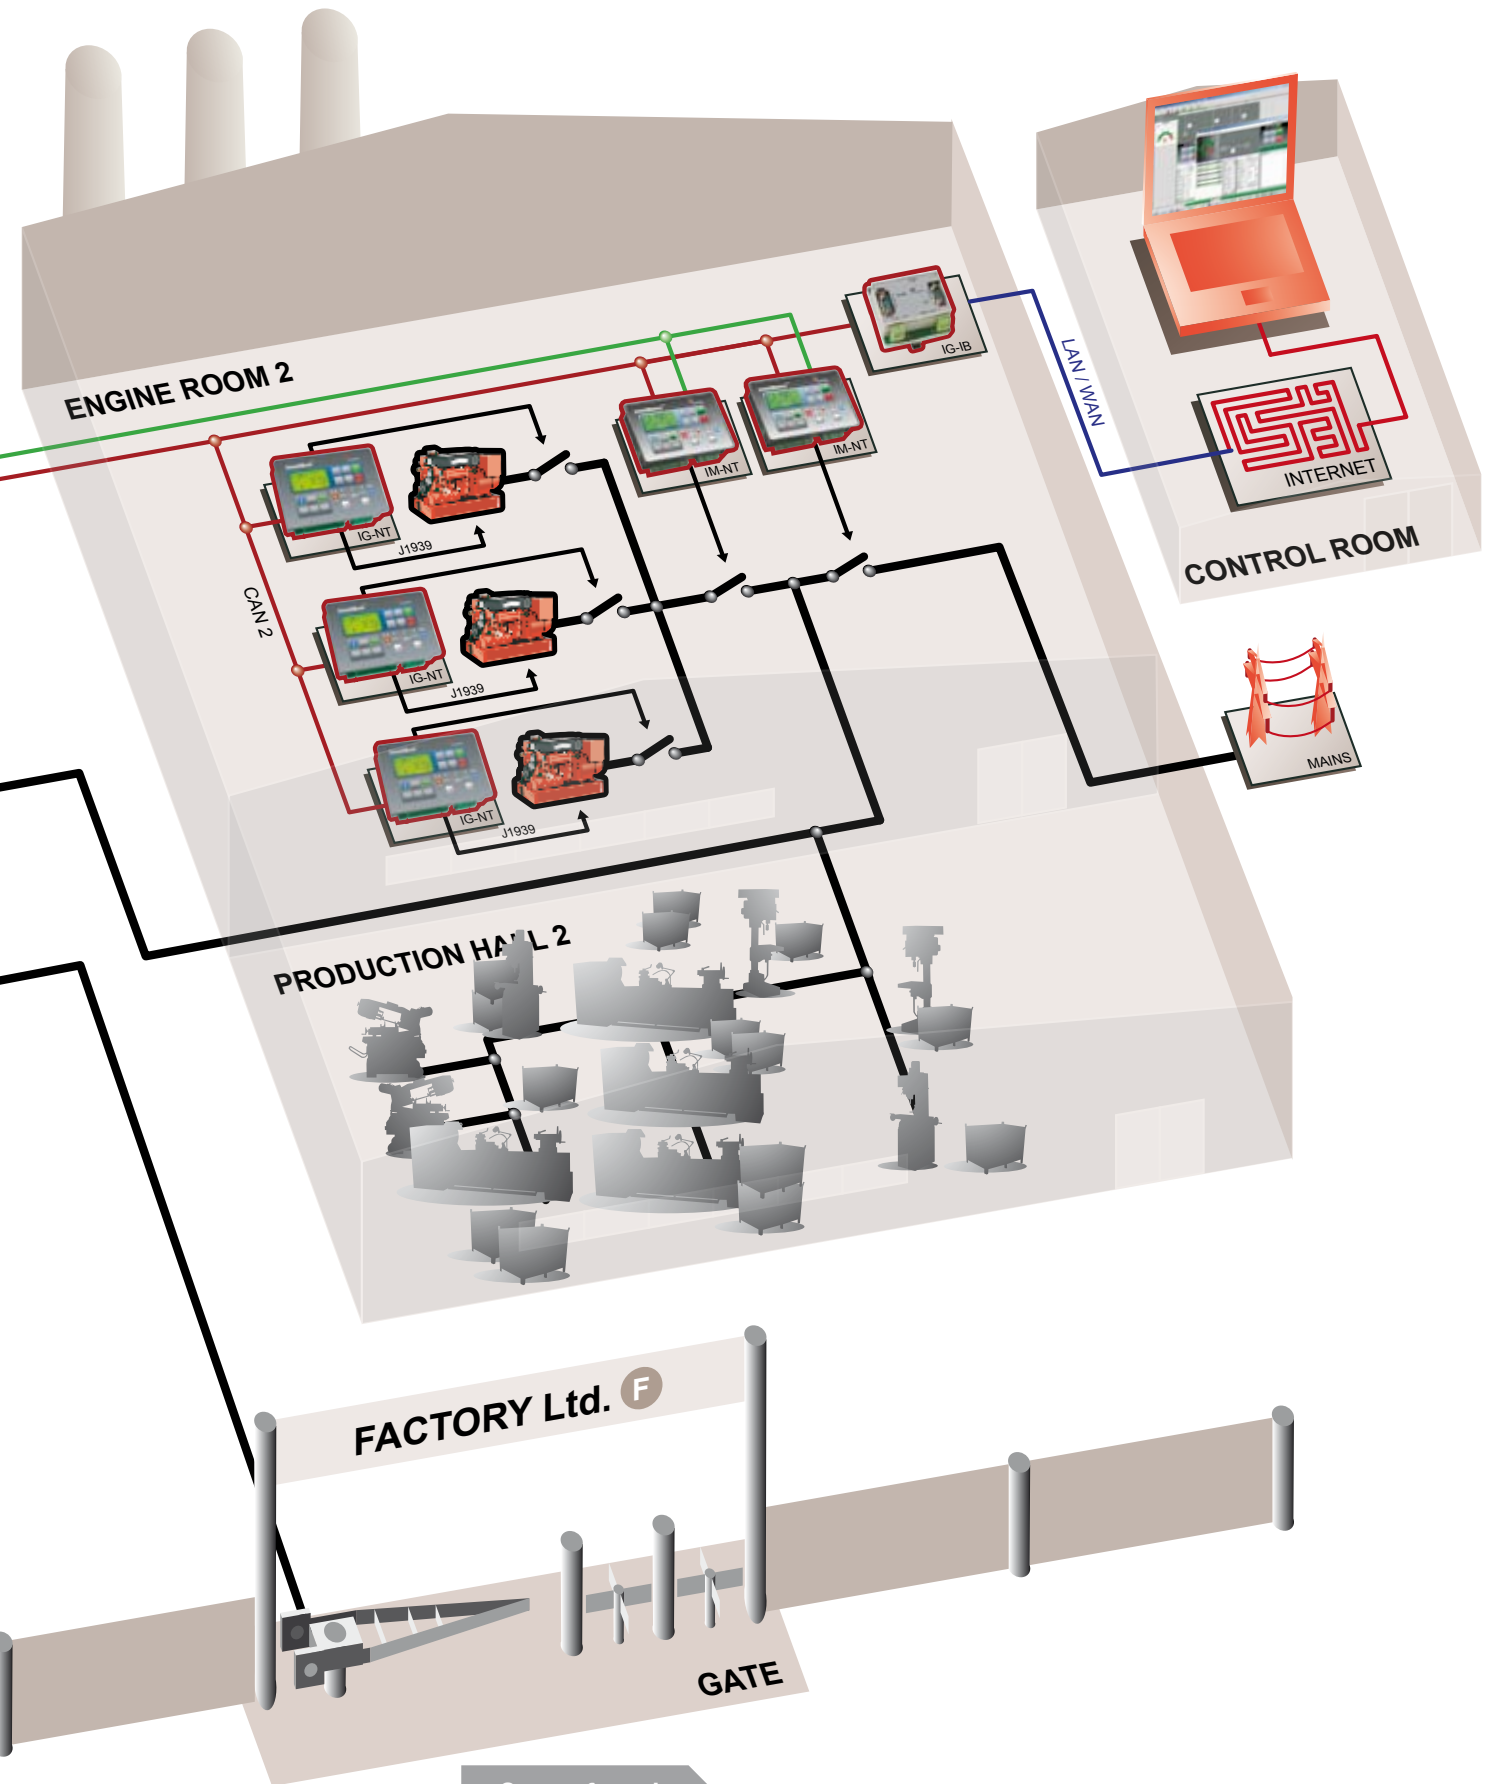 ENGINE ROOM 2
IG-IB
LAN / WAN
IM-NT
IM-NT
INTERNET
CONTROL ROOM
IG-NT
J1939
CAN 2
IG-NT
J1939
MAINS
IG-NT
J1939
PRODUCTION HALL 2
FACTORY Ltd. F
GATE